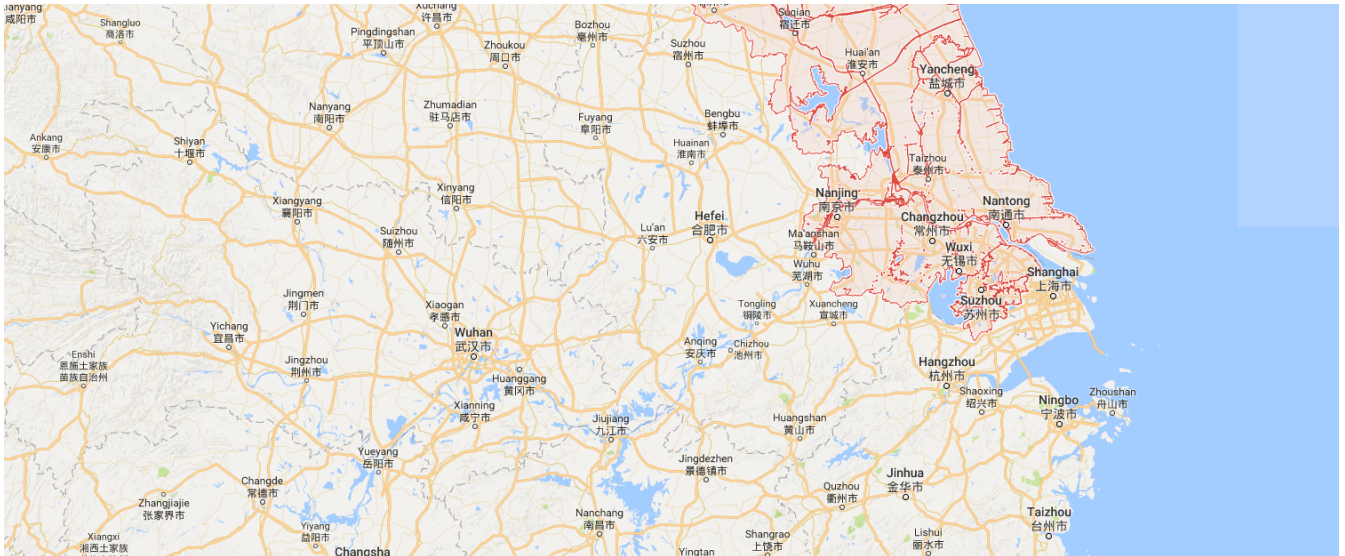 咸阳市
Shangluo
商洛市
Xuchang
许昌市
Pingdingshan
平顶山市
Zhoukou
周口市
Bozhou
亳州市
Suzhou
宿州市
Suqian
宿迁市
Huai'an
淮安市
Yancheng
盐城市
Nanyang
南阳市
Zhumadian
驻马店市
Fuyang
阜阳市
Bengbu
蚌埠市
Ankang
安康市
Shiyan
十堰市
Huainan
淮南市
Taizhou
泰州市
Xinyang
信阳市
Xiangyang
襄阳市
Nanjing
南京市
Nantong
南通市
Changzhou
常州市
Hefei
合肥市
Suizhou
随州市
Lu'an
六安市
Ma'anshan
马鞍山市
Wuxi
无锡市
Wuhu
芜湖市
Shanghai
上海市
Jingmen
荆门市
Xiaogan
孝感市
Tongling
铜陵市
Xuancheng
宣城市
Suzhou
苏州市
Yichang
宜昌市
Wuhan
武汉市
Enshi
恩施土家族
苗族自治州
Jingzhou
荆州市
Anqing
安庆市
Chizhou
池州市
Hangzhou
杭州市
Huanggang
黄冈市
Shaoxing
绍兴市
Zhoushan
舟山市
Ningbo
宁波市
Xianning
咸宁市
Jiujiang
九江市
Huangshan
黄山市
Yueyang
岳阳市
Jingdezhen
景德镇市
Jinhua
金华市
Changde
常德市
Quzhou
衢州市
Zhangjiajie
张家界市
Nanchang
南昌市
Taizhou
台州市
Yiyang
益阳市
Shangrao
上饶市
Lishui
丽水市
Xiangxi
湘西土家族
Changsha
Yingtan